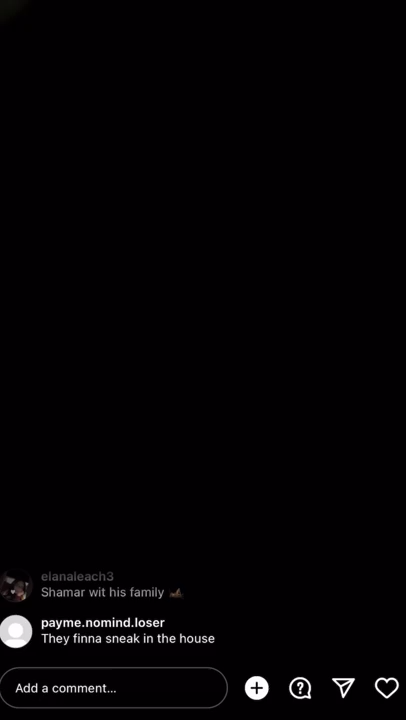 elanaleach3
Shamar wit his family
payme.nomind.loser
They finna sneak in the house
Add a comment...